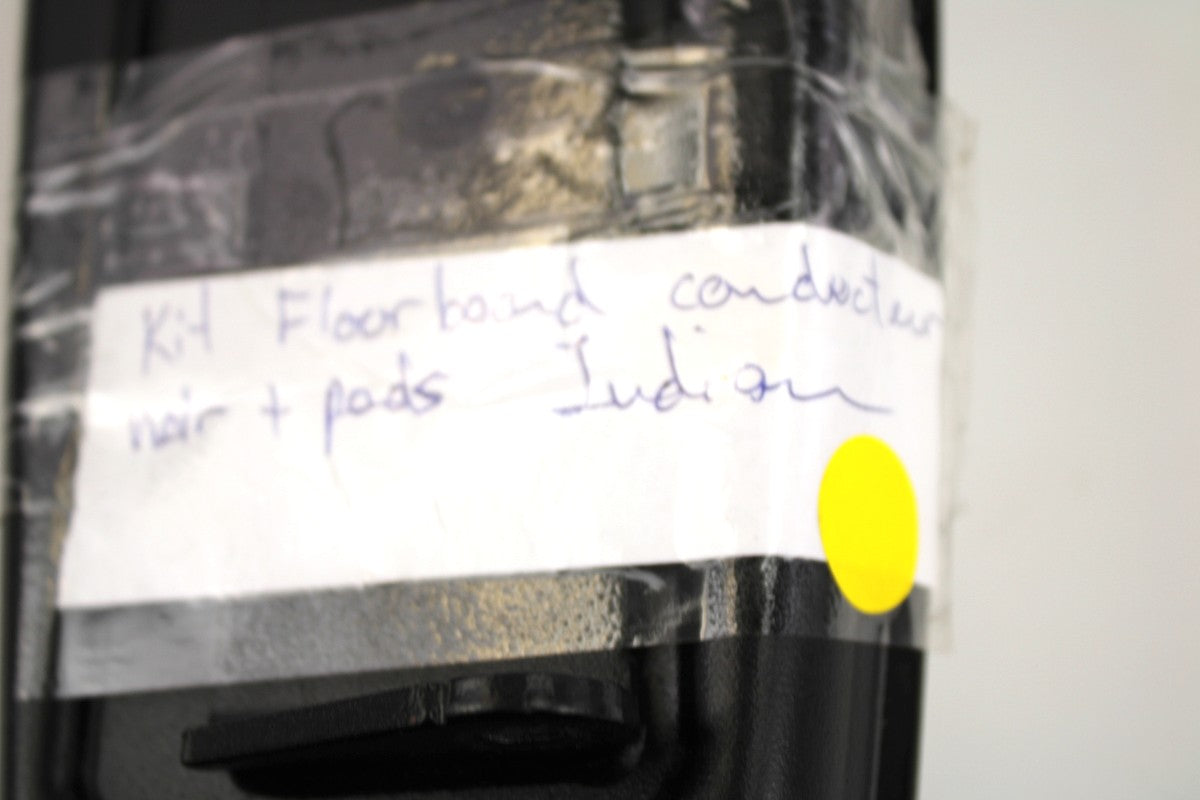 Kit Floorboard conducteur
noir + pads Indian